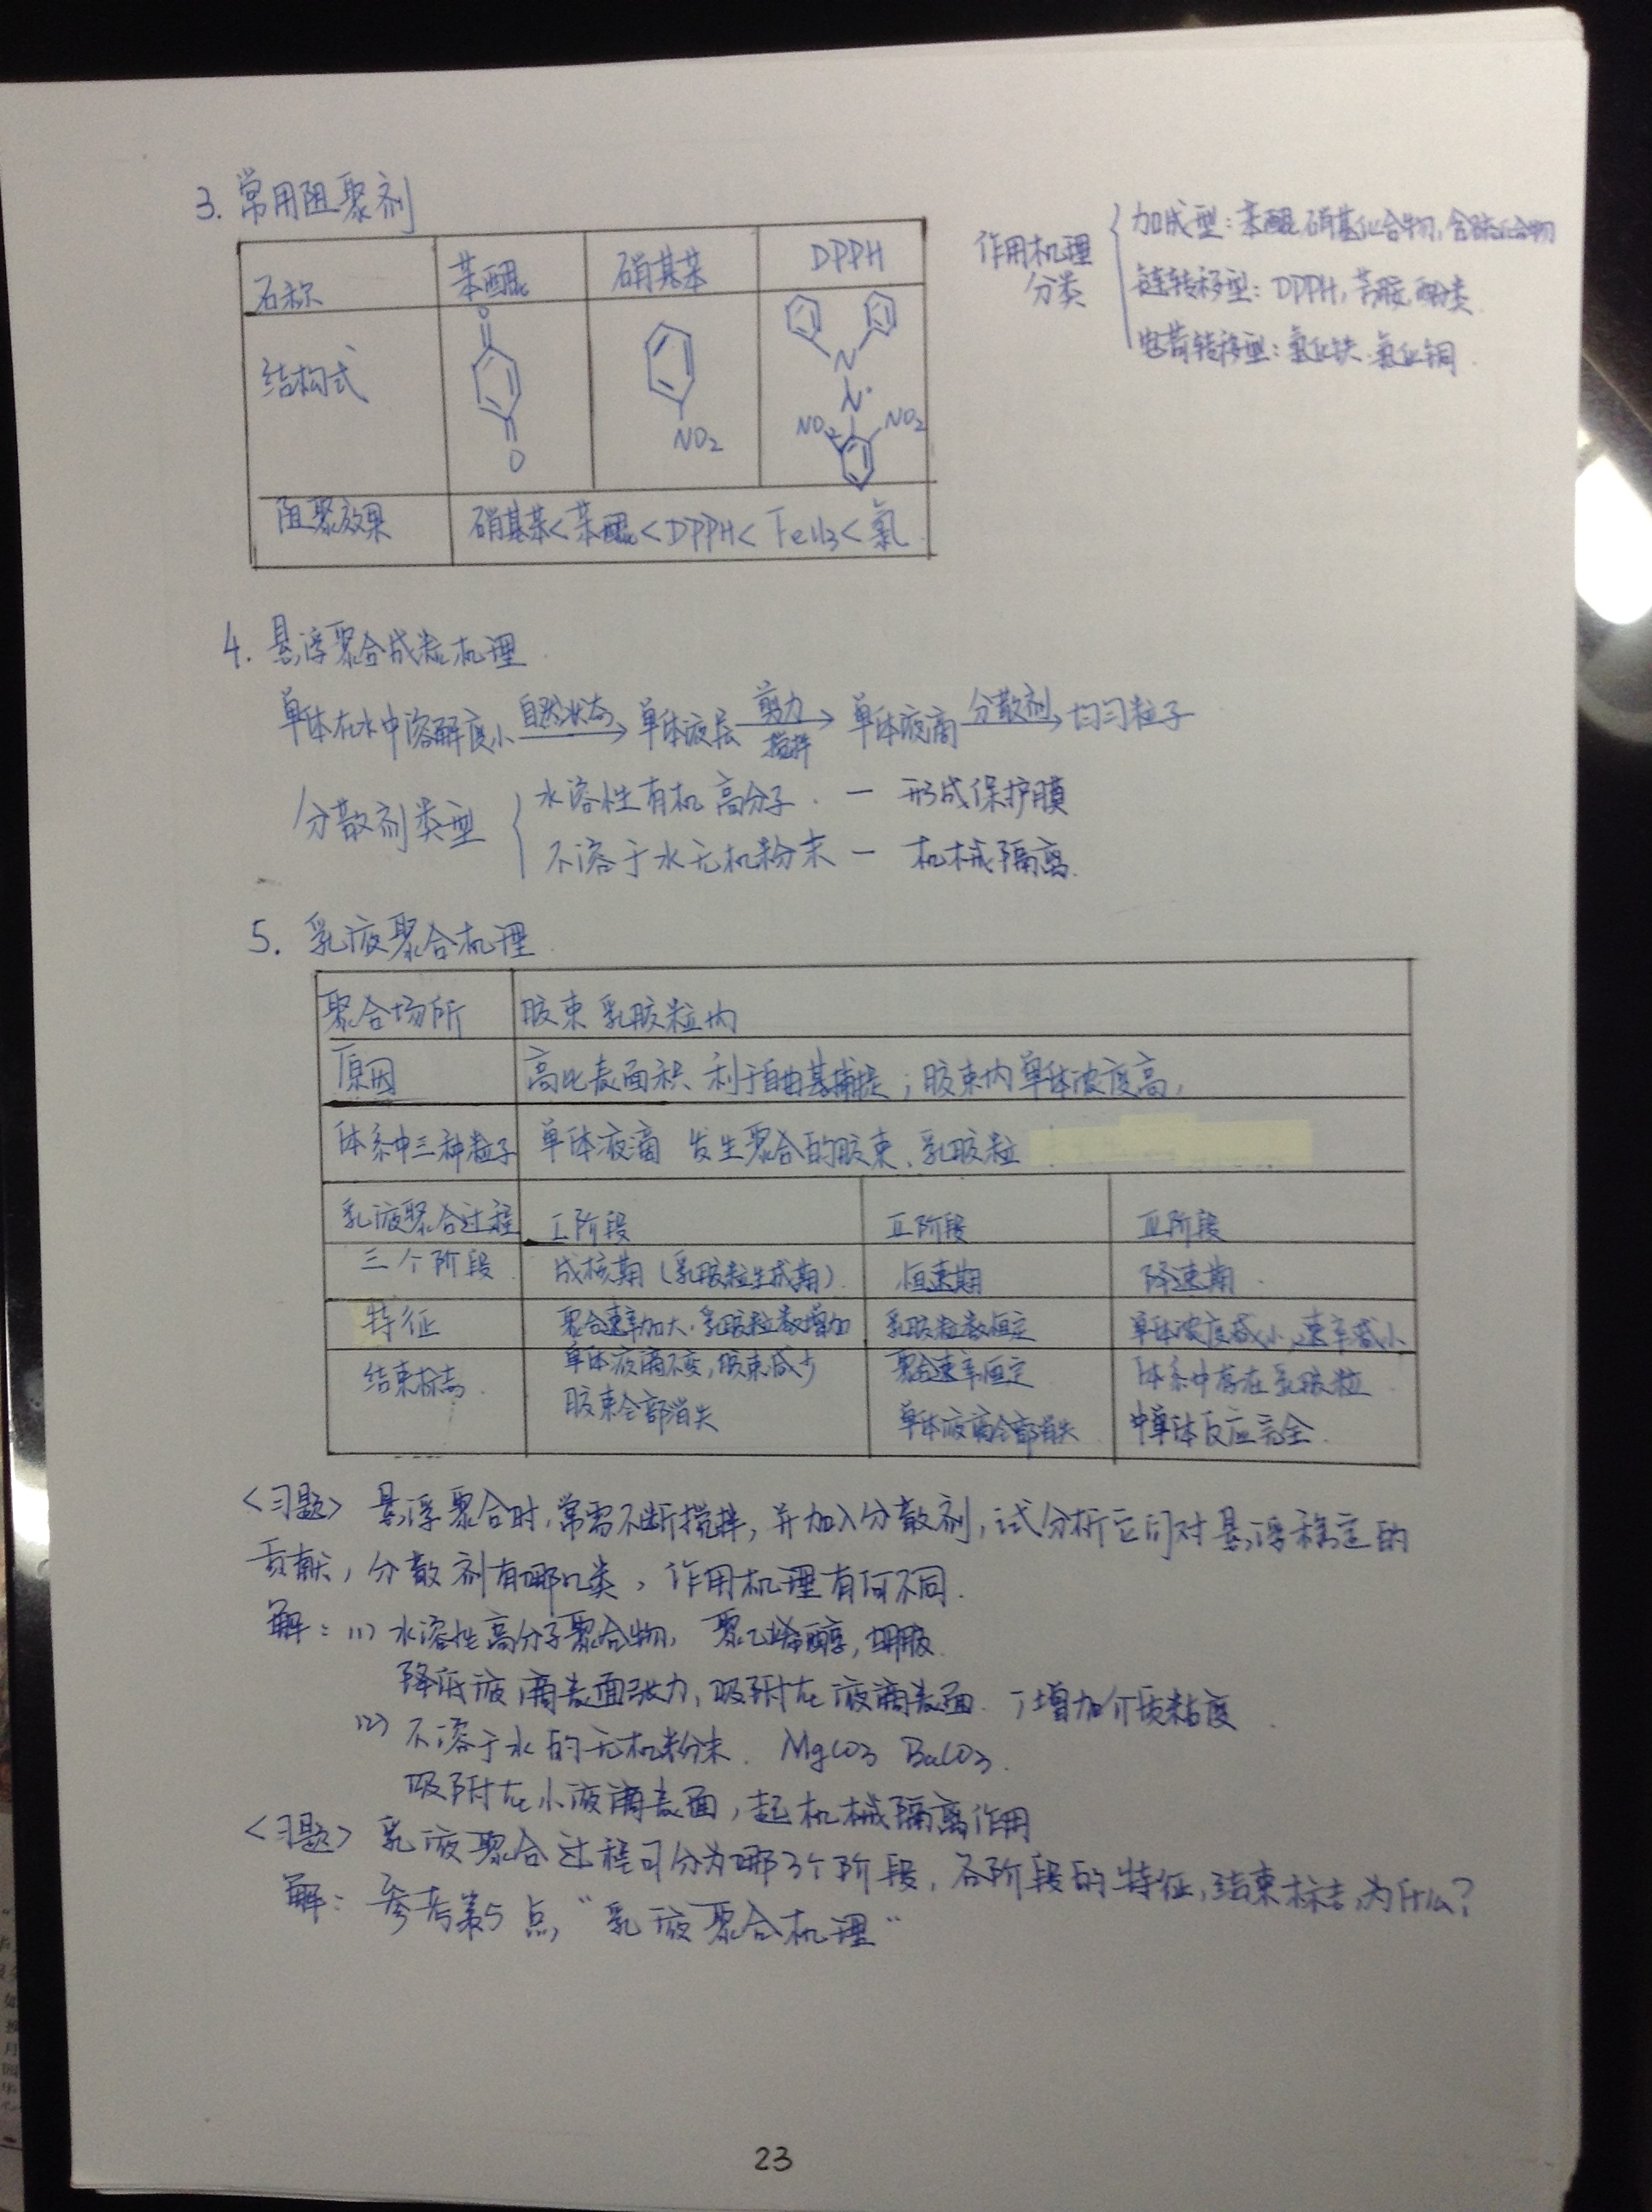 3. 常用阻聚剂
名称 苯醌 硝基苯 DPPH
结构式
O
O
NO2
N
N·
NO2 NO2
阻聚效果 硝基苯<苯醌<DPPH<FeCl3<氧
作用机理
分类
加成型：苯醌 硝基化合物，含硫化合物
链转移型：DPPH，芳胺 酚类
电荷转移型：氯化铁 氯化铜
4. 悬浮聚合成粒机理
单体在水中溶解度小 自然状态 单体液层 剪力 搅拌 单体液滴 分散剂 均匀粒子
分散剂类型
水溶性有机高分子 — 形成保护膜
不溶于水无机粉末 — 机械隔离
5. 乳液聚合机理
聚合场所 胶束 乳胶粒内
原因 高比表面积 利于自由基捕捉；胶束内单体浓度高，
体系中三种粒子 单体液滴 发生聚合的胶束、乳胶粒
乳液聚合过程 I阶段 II阶段 III阶段
三个阶段 成核期（乳胶粒生成期） 恒速期 降速期
特征 聚合速率加大，乳胶粒数增加 乳胶粒数恒定 单体浓度减小、速率减小
单体液滴不变，胶束减少 聚合速率恒定
结束标志 胶束全部消失 单体液滴全部消失 体系中存在乳胶粒
中单体反应完全
<习题> 悬浮聚合时，常需不断搅拌，并加入分散剂，试分析它们对悬浮稳定的
贡献，分散剂有哪几类，作用机理有何不同.
解：(1) 水溶性高分子聚合物， 聚乙烯醇，明胶
降低液滴表面张力，吸附在液滴表面 ，增加介质粘度
(2) 不溶于水的无机粉末. MgCO3 BaCO3
吸附在小液滴表面，起机械隔离作用
<习题> 乳液聚合过程可分为哪3个阶段，各阶段的特征，结束标志，为什么？
解：参考第5点“乳液聚合机理”
23